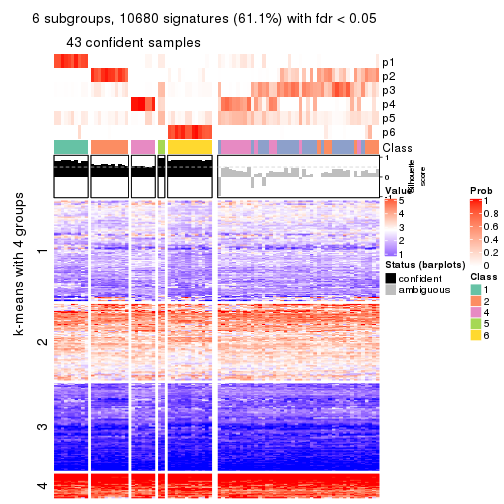 6 subgroups, 10680 signatures (61.1%) with fdr < 0.05
43 confident samples
p1
p2
p3
p4
p5
p6
Class
1
0
-1
Silhouette
score
k-means with 4 groups
1
2
3
4
Value
5
4
3
2
1
Status (barplots)
confident
ambiguous
Prob
1
0.8
0.6
0.4
0.2
0
Class
1
2
4
5
6